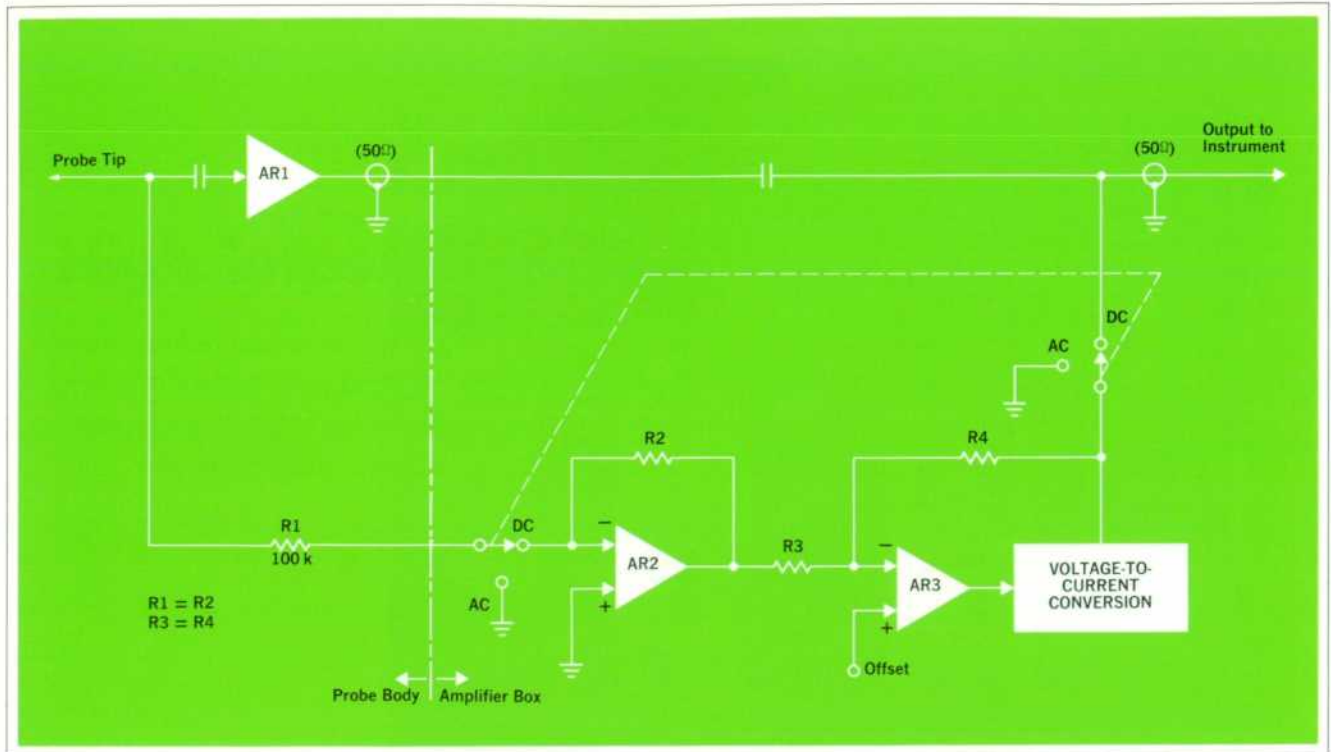 Probe Tip
AR1
(50Ω)
(50Ω)
Output to
Instrument
DC
AC
R2
R4
R1
100 k
DC
AC
–
+
AR2
R3
–
+
AR3
VOLTAGE-TO-
CURRENT
CONVERSION
R1 = R2
R3 = R4
Offset
Probe Body
Amplifier Box